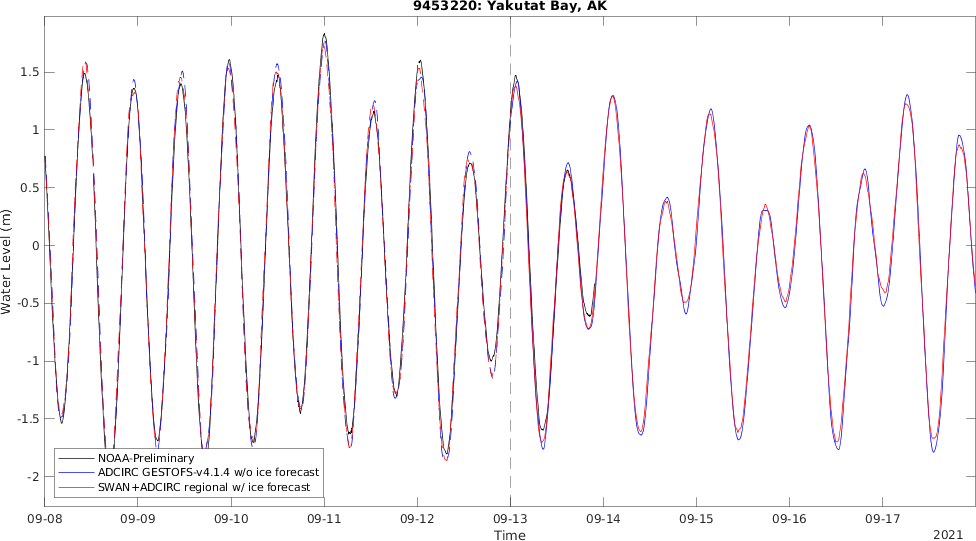 9453220: Yakutat Bay, AK
Water Level (m)
1.5
1
0.5
0
-0.5
-1
-1.5
-2
NOAA-Preliminary
ADCIRC GESTOFS-v4.1.4 w/o ice forecast
SWAN+ADCIRC regional w/ ice forecast
09-08 09-09 09-10 09-11 09-12 09-13 09-14 09-15 09-16 09-17
Time
2021